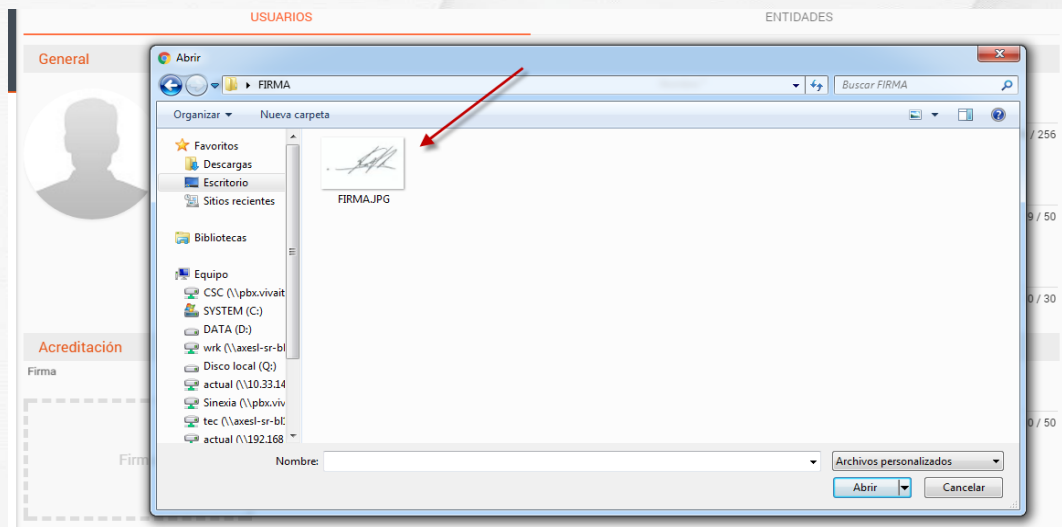 USUARIOS
ENTIDADES
General
Abrir
FIRMA
Buscar FIRMA
Organizar
Nueva carpeta
/ 256
Favoritos
Descargas
Escritorio
Sitios recientes
FIRMA.JPG
9 / 50
Bibliotecas
Equipo
CSC (\\pbx.vivait
SYSTEM (C:)
0 / 30
DATA (D:)
Acreditación
wrk (\\axesl-sr-bl
Firma
Disco local (Q:)
actual (\\10.33.14
Sinexia (\\pbx.viv
tec (\\axesl-sr-bl
0 / 50
actual (\\192.168
Firm
Nombre:
Archivos personalizados
Abrir
Cancelar